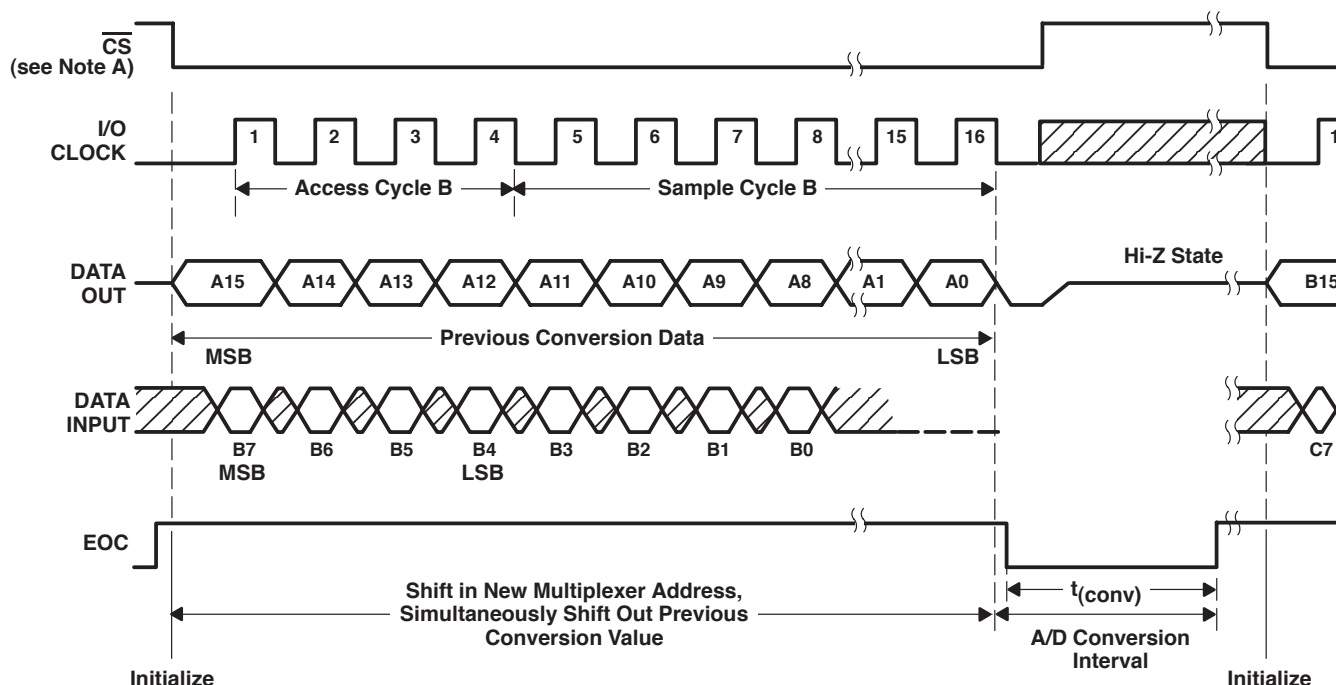 CS
(see Note A)
I/O
CLOCK
1 2 3 4 5 6 7 8 15 16 1
Access Cycle B Sample Cycle B
Hi-Z State
DATA
OUT
A15 A14 A13 A12 A11 A10 A9 A8 A1 A0 B15
Previous Conversion Data
MSB LSB
DATA
INPUT
B7 B6 B5 B4 B3 B2 B1 B0 C7
MSB LSB
EOC
Shift in New Multiplexer Address,
Simultaneously Shift Out Previous
Conversion Value
t(conv)
A/D Conversion
Interval
Initialize Initialize